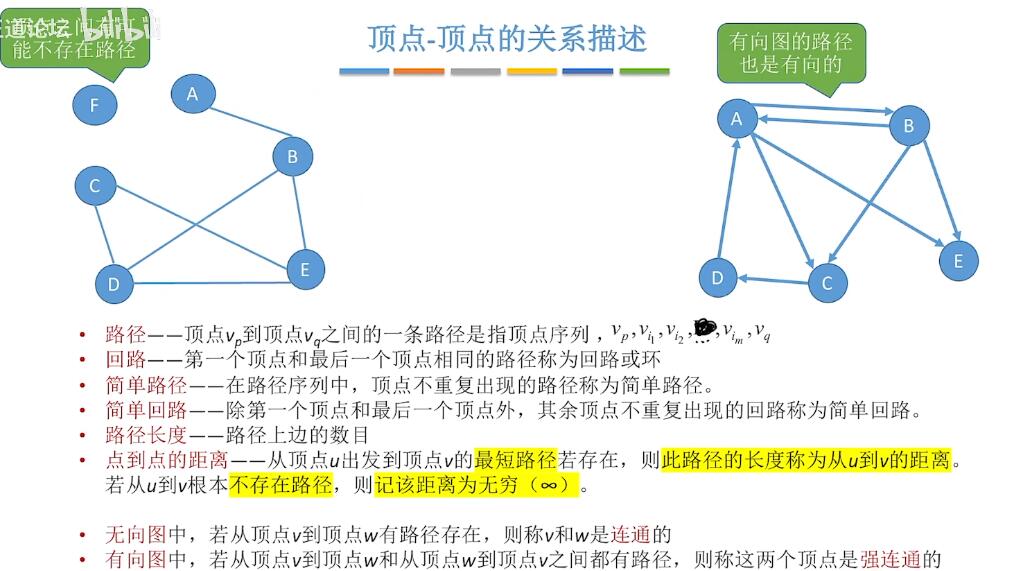 道论坛 bilibili
能不存在路径
顶点-顶点的关系描述
有向图的路径
也是有向的
F
A
B
C
D
E
A
B
C
D
E
• 路径——顶点vp到顶点vq之间的一条路径是指顶点序列，vp,vi1,vi2,…,vim,vq
• 回路——第一个顶点和最后一个顶点相同的路径称为回路或环
• 简单路径——在路径序列中，顶点不重复出现的路径称为简单路径。
• 简单回路——除第一个顶点和最后一个顶点外，其余顶点不重复出现的回路称为简单回路。
• 路径长度——路径上边的数目
• 点到点的距离——从顶点u出发到顶点v的最短路径若存在，则此路径的长度称为从u到v的距离。
若从u到v根本不存在路径，则记该距离为无穷（∞）。
• 无向图中，若从顶点v到顶点w有路径存在，则称v和w是连通的
• 有向图中，若从顶点v到顶点w和从顶点w到顶点v之间都有路径，则称这两个顶点是强连通的